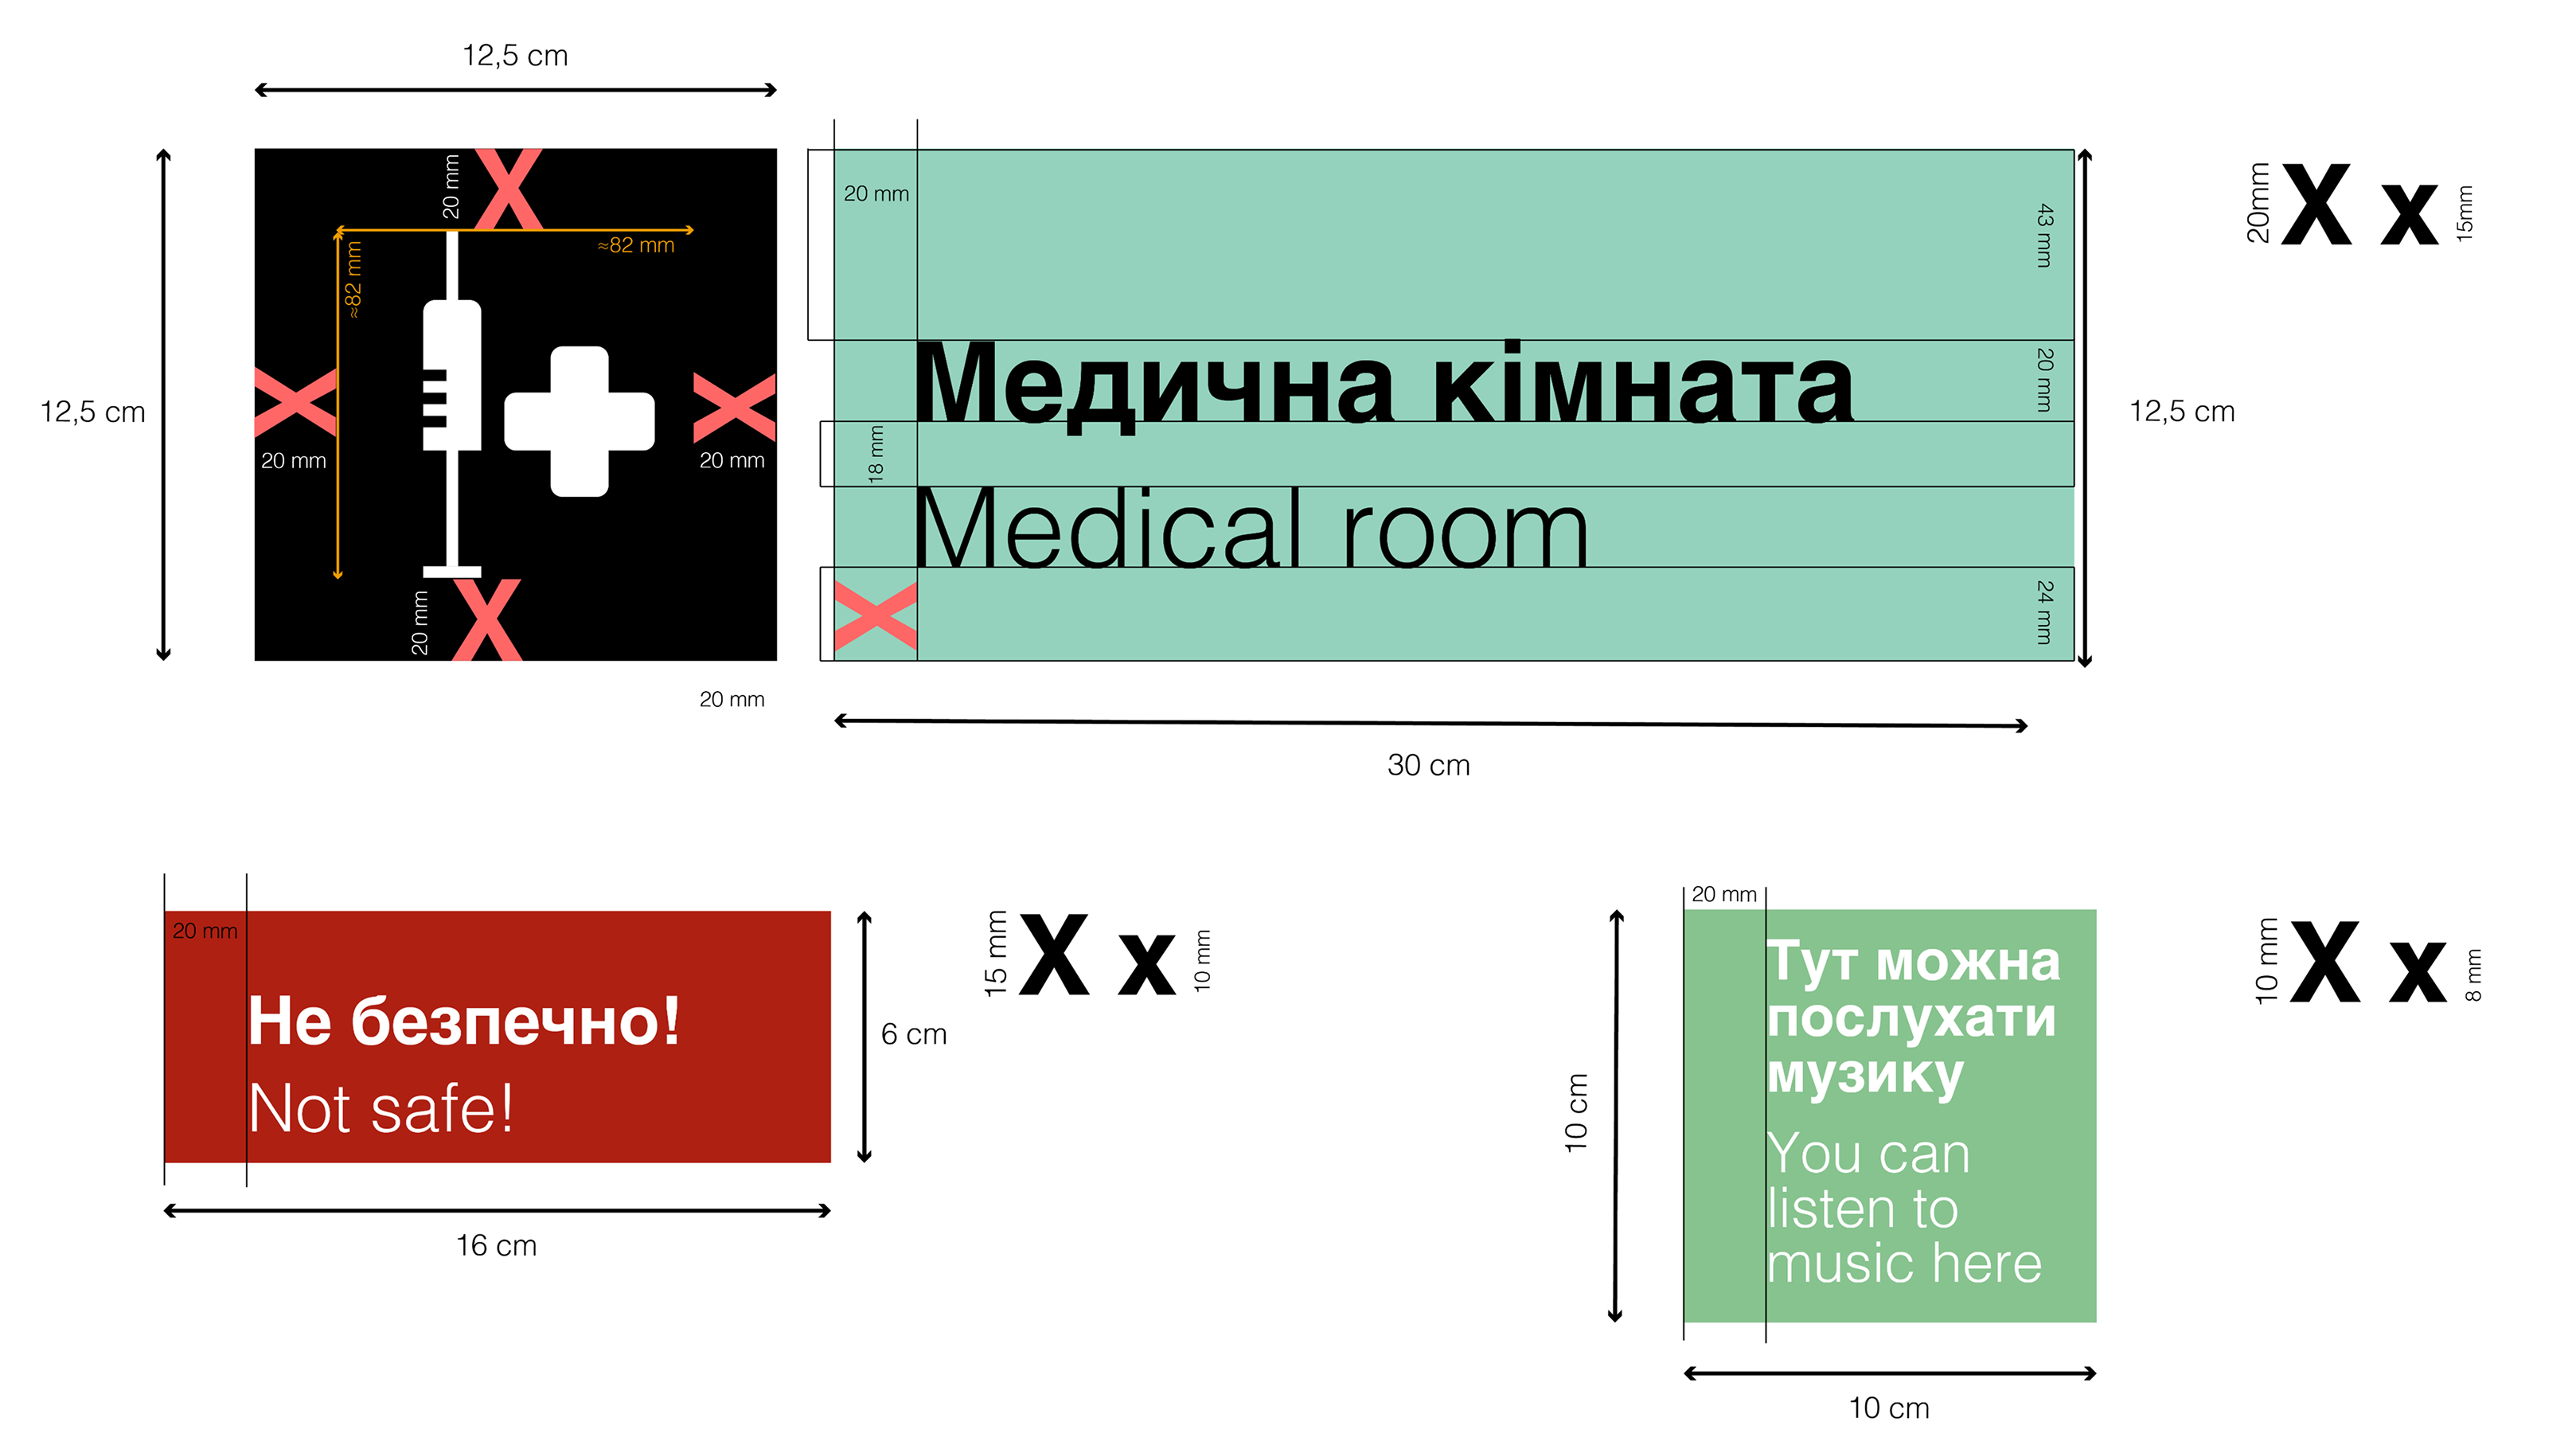 12,5 cm
12,5 cm
20 mm
≈82 mm
≈82 mm
20 mm
20 mm
20 mm
20 mm
20 mm
43 mm
Медична кімната
20 mm
18 mm
Medical room
24 mm
12,5 cm
30 cm
20mm
X x
15mm
20 mm
Не безпечно!
Not safe!
6 cm
16 cm
15 mm
X x
10 mm
20 mm
Тут можна
послухати
музику
You can
listen to
music here
10 cm
10 cm
10 mm
X x
8 mm